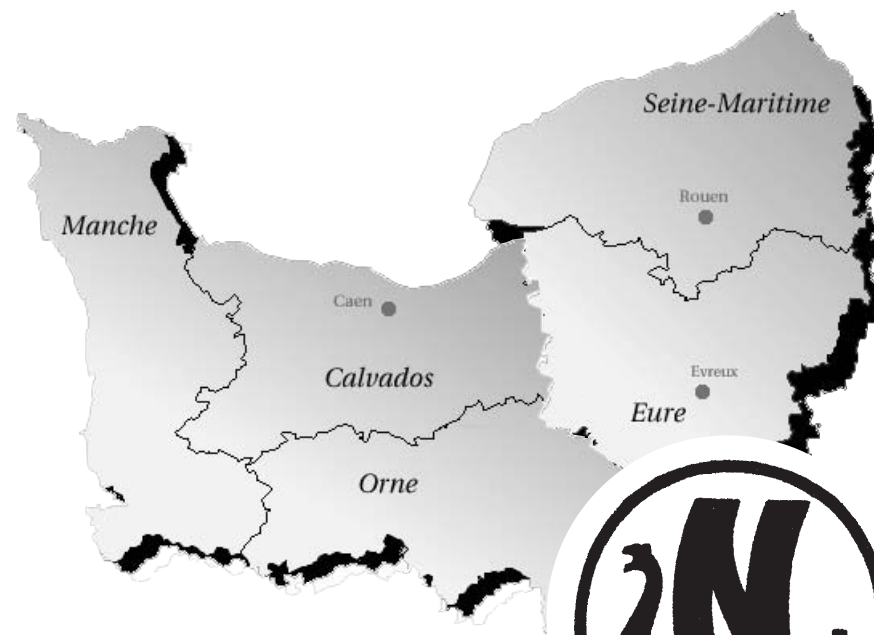 Seine-Maritime
Rouen
Manche
Caen
Calvados
Evreux
Eure
Orne
N